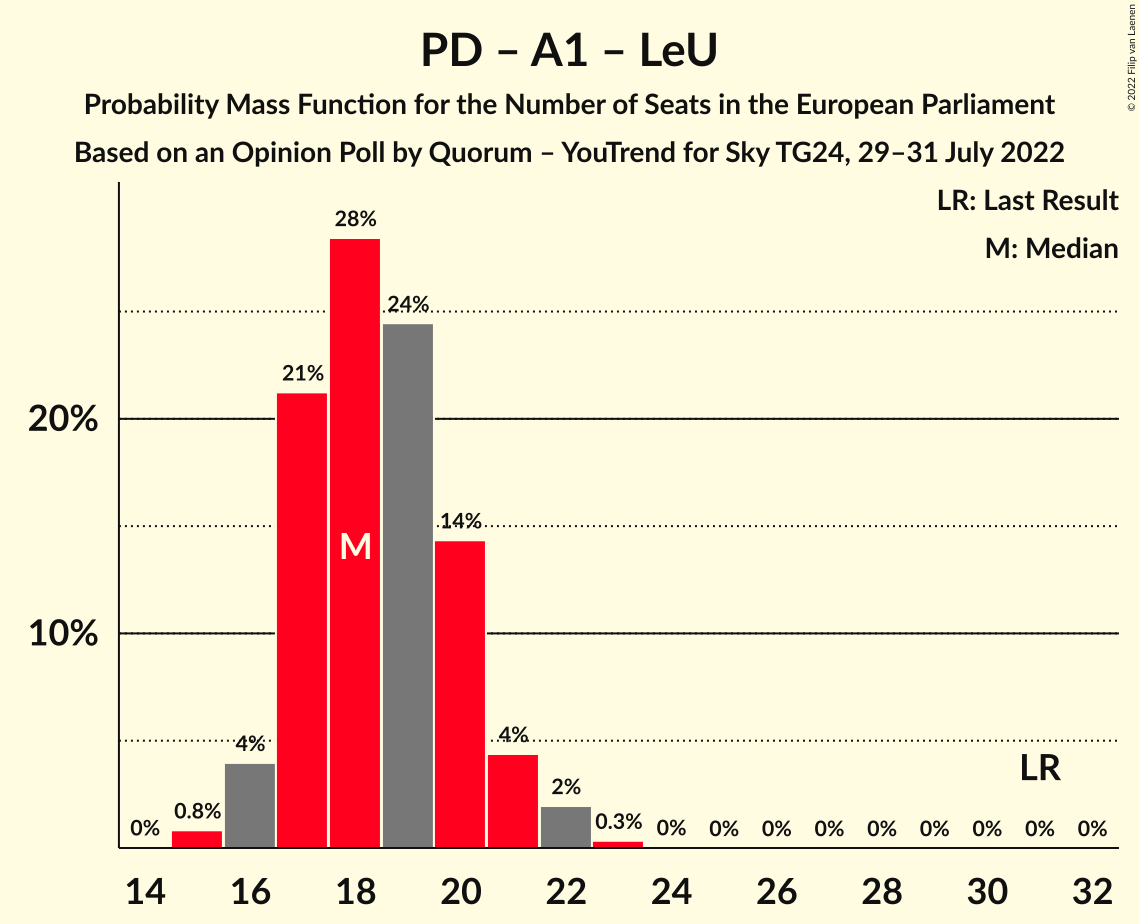 PD – A1 – LeU
Probability Mass Function for the Number of Seats in the European Parliament
Based on an Opinion Poll by Quorum – YouTrend for Sky TG24, 29–31 July 2022
© 2022 Filip van Laenen
LR: Last Result
M: Median
28%
24%
21%
20%
M
14%
10%
4%
4%
LR
2%
0%
0.8%
0.3%
0%
0%
0%
0%
0%
0%
0%
0%
0%
14 16 18 20 22 24 26 28 30 32